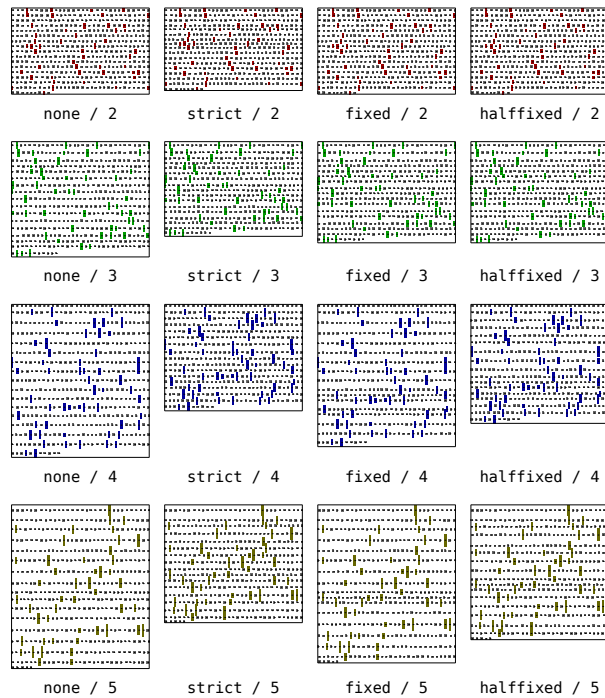 none / 2 strict / 2 fixed / 2 halffixed / 2
none / 3 strict / 3 fixed / 3 halffixed / 3
none / 4 strict / 4 fixed / 4 halffixed / 4
none / 5 strict / 5 fixed / 5 halffixed / 5